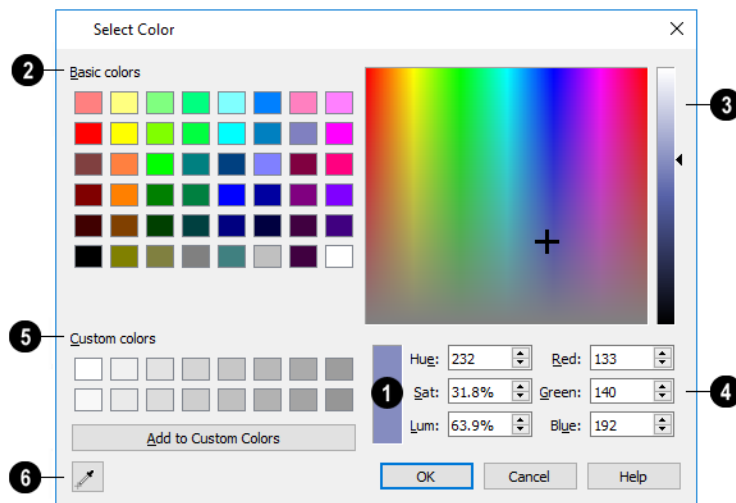 Select Color
2
Basic colors
3
5
Custom colors
1
Hue: 232
Red: 133
Sat: 31.8%
Green: 140
4
Lum: 63.9%
Blue: 192
Add to Custom Colors
6
OK
Cancel
Help